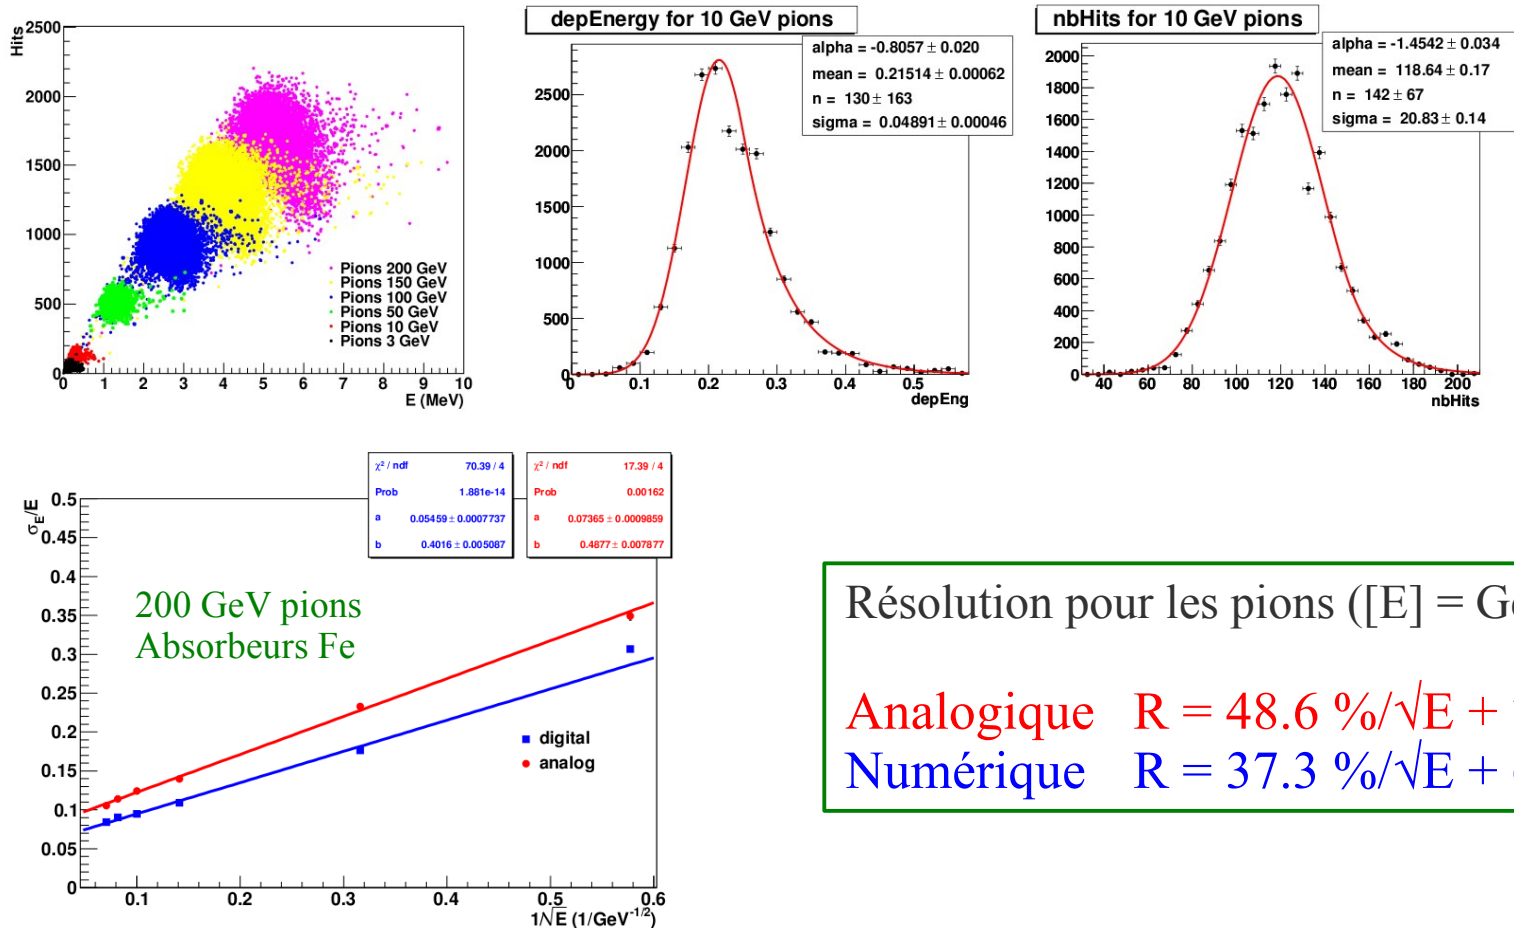 Hits
2500
2000
1500
1000
500
0
0 1 2 3 4 5 6 7 8 9 10
E (MeV)
Pions 200 GeV
Pions 150 GeV
Pions 100 GeV
Pions 50 GeV
Pions 10 GeV
Pions 3 GeV
depEnergy for 10 GeV pions
alpha = -0.8057 ± 0.020
mean = 0.21514 ± 0.00062
n = 130 ± 163
sigma = 0.04891 ± 0.00046
2500
2000
1500
1000
500
0
0 0.1 0.2 0.3 0.4 0.5
depEng
nbHits for 10 GeV pions
alpha = -1.4542 ± 0.034
mean = 118.64 ± 0.17
n = 142 ± 67
sigma = 20.83 ± 0.14
2000
1800
1600
1400
1200
1000
800
600
400
200
0
40 60 80 100 120 140 160 180 200
nbHits
χ² / ndf 70.39 / 4
Prob 1.881e-14
a 0.05459 ± 0.0007737
b 0.4016 ± 0.005087
χ² / ndf 17.39 / 4
Prob 0.00162
a 0.07365 ± 0.0009859
b 0.4877 ± 0.007877
σE/E
0.5
0.45
0.4
0.35
0.3
0.25
0.2
0.15
0.1
0.05
0
200 GeV pions
Absorbeurs Fe
digital
analog
0.1 0.2 0.3 0.4 0.5 0.6
1/√E (1/GeV^-1/2)
Résolution pour les pions ([E] = G
Analogique R = 48.6 %/√E +
Numérique R = 37.3 %/√E +